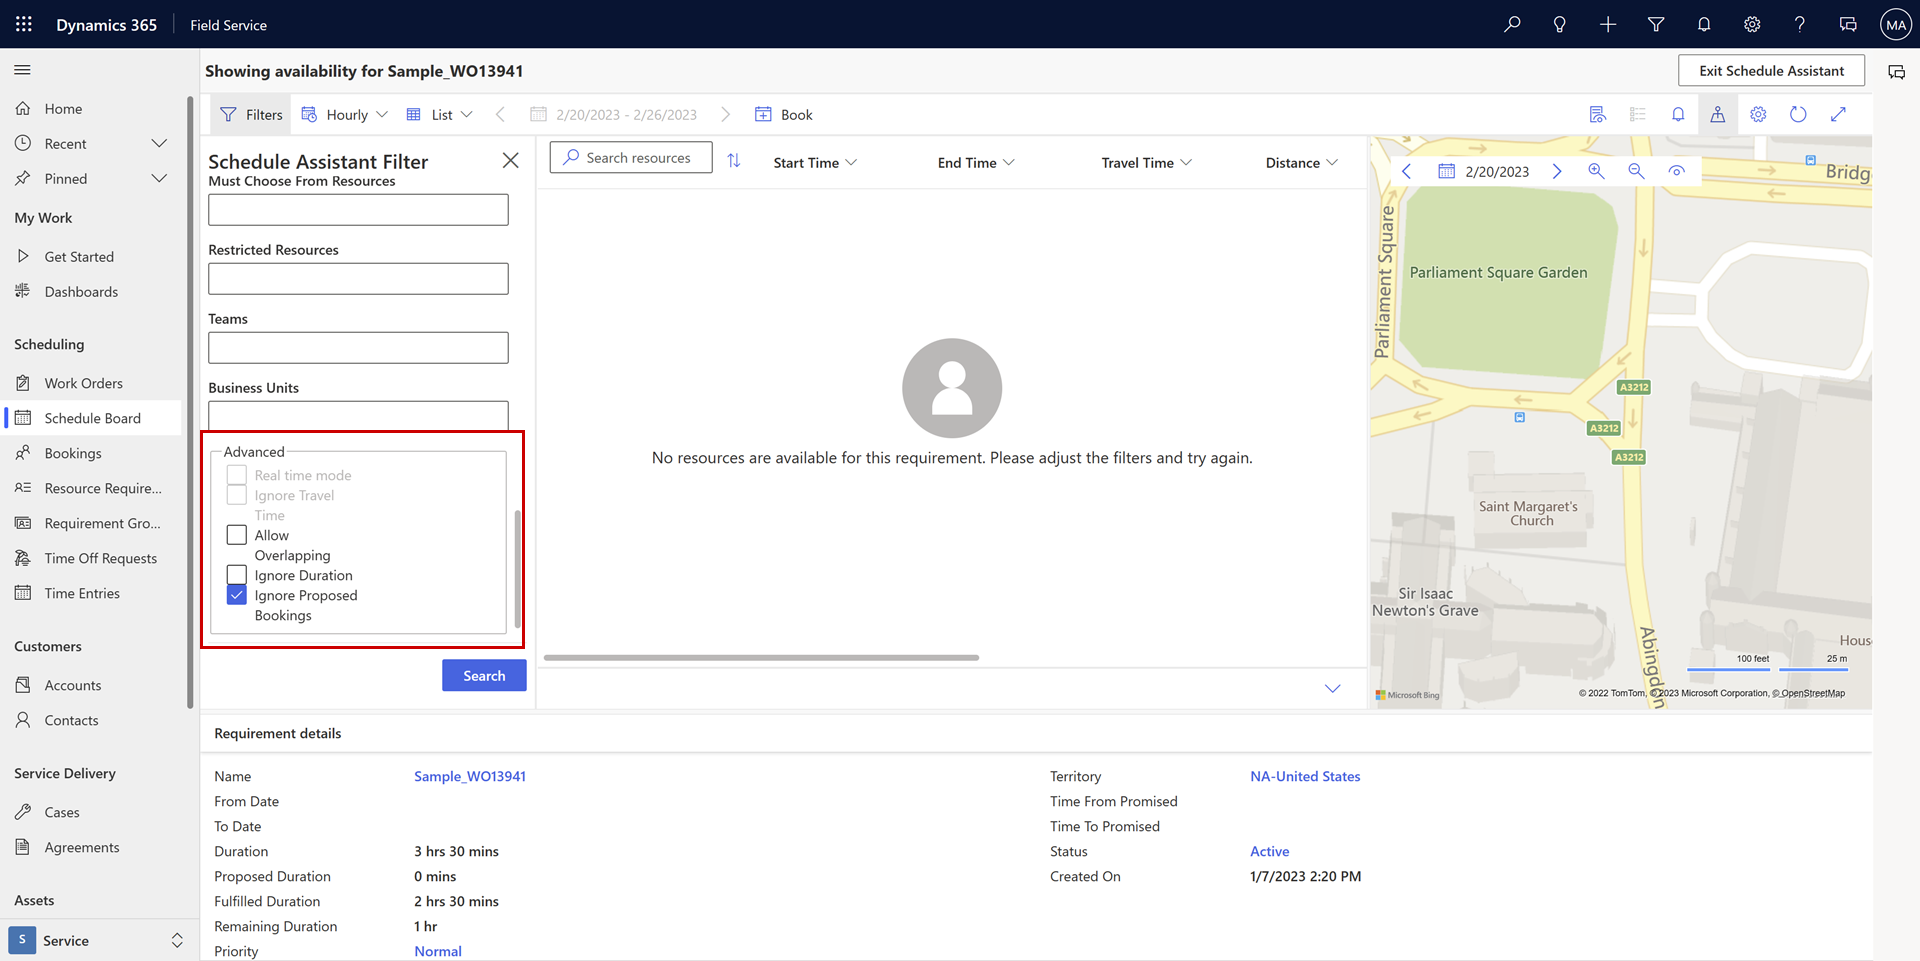 Dynamics 365
Field Service
MA
Showing availability for Sample_WO13941
Exit Schedule Assistant
Home
Recent
Pinned
My Work
Get Started
Dashboards
Scheduling
Work Orders
Schedule Board
Bookings
Resource Require...
Requirement Gro...
Time Off Requests
Time Entries
Customers
Accounts
Contacts
Service Delivery
Cases
Agreements
Assets
S Service
Filters
Hourly
List
2/20/2023 - 2/26/2023
Book
Schedule Assistant Filter
Must Choose From Resources
Restricted Resources
Teams
Business Units
Advanced
Real time mode
Ignore Travel
Time
Allow
Overlapping
Ignore Duration
Ignore Proposed
Bookings
Search
Search resources
Start Time
End Time
Travel Time
Distance
No resources are available for this requirement. Please adjust the filters and try again.
2/20/2023
Bridg
Parliament Square
Parliament Square Garden
A3212
A3212
A3212
Saint Margaret's
Church
Sir Isaac
Newton's Grave
Abingdon
Hous
100 feet
25 m
Microsoft Bing
© 2022 TomTom, © 2023 Microsoft Corporation, © OpenStreetMap
Requirement details
Name Sample_WO13941
From Date
To Date
Duration 3 hrs 30 mins
Proposed Duration 0 mins
Fulfilled Duration 2 hrs 30 mins
Remaining Duration 1 hr
Priority Normal
Territory NA-United States
Time From Promised
Time To Promised
Status Active
Created On 1/7/2023 2:20 PM